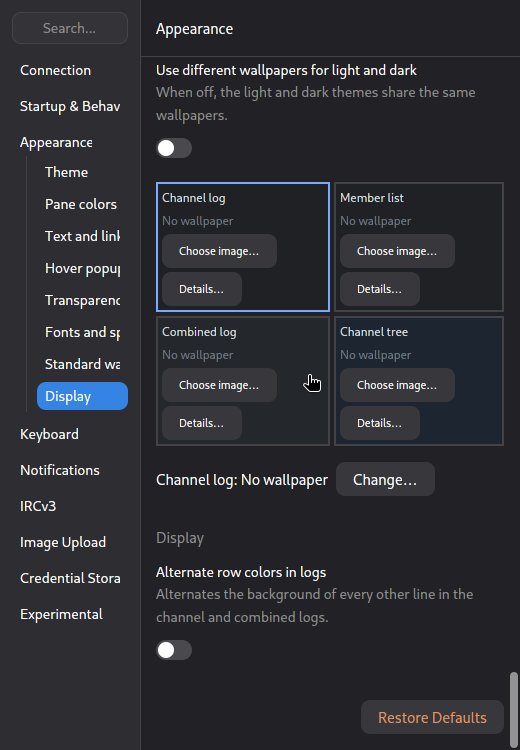 Search...
Connection
Startup & Behav
Appearance
Theme
Pane colors
Text and link
Hover popup
Transparenc
Fonts and sp
Standard wa
Display
Keyboard
Notifications
IRCv3
Image Upload
Credential Stora
Experimental
Appearance
Use different wallpapers for light and dark
When off, the light and dark themes share the same
wallpapers.
Channel log
No wallpaper
Choose image...
Details...
Member list
No wallpaper
Choose image...
Details...
Combined log
No wallpaper
Choose image...
Details...
Channel tree
No wallpaper
Choose image...
Details...
Channel log: No wallpaper
Change...
Display
Alternate row colors in logs
Alternates the background of every other line in the
channel and combined logs.
Restore Defaults